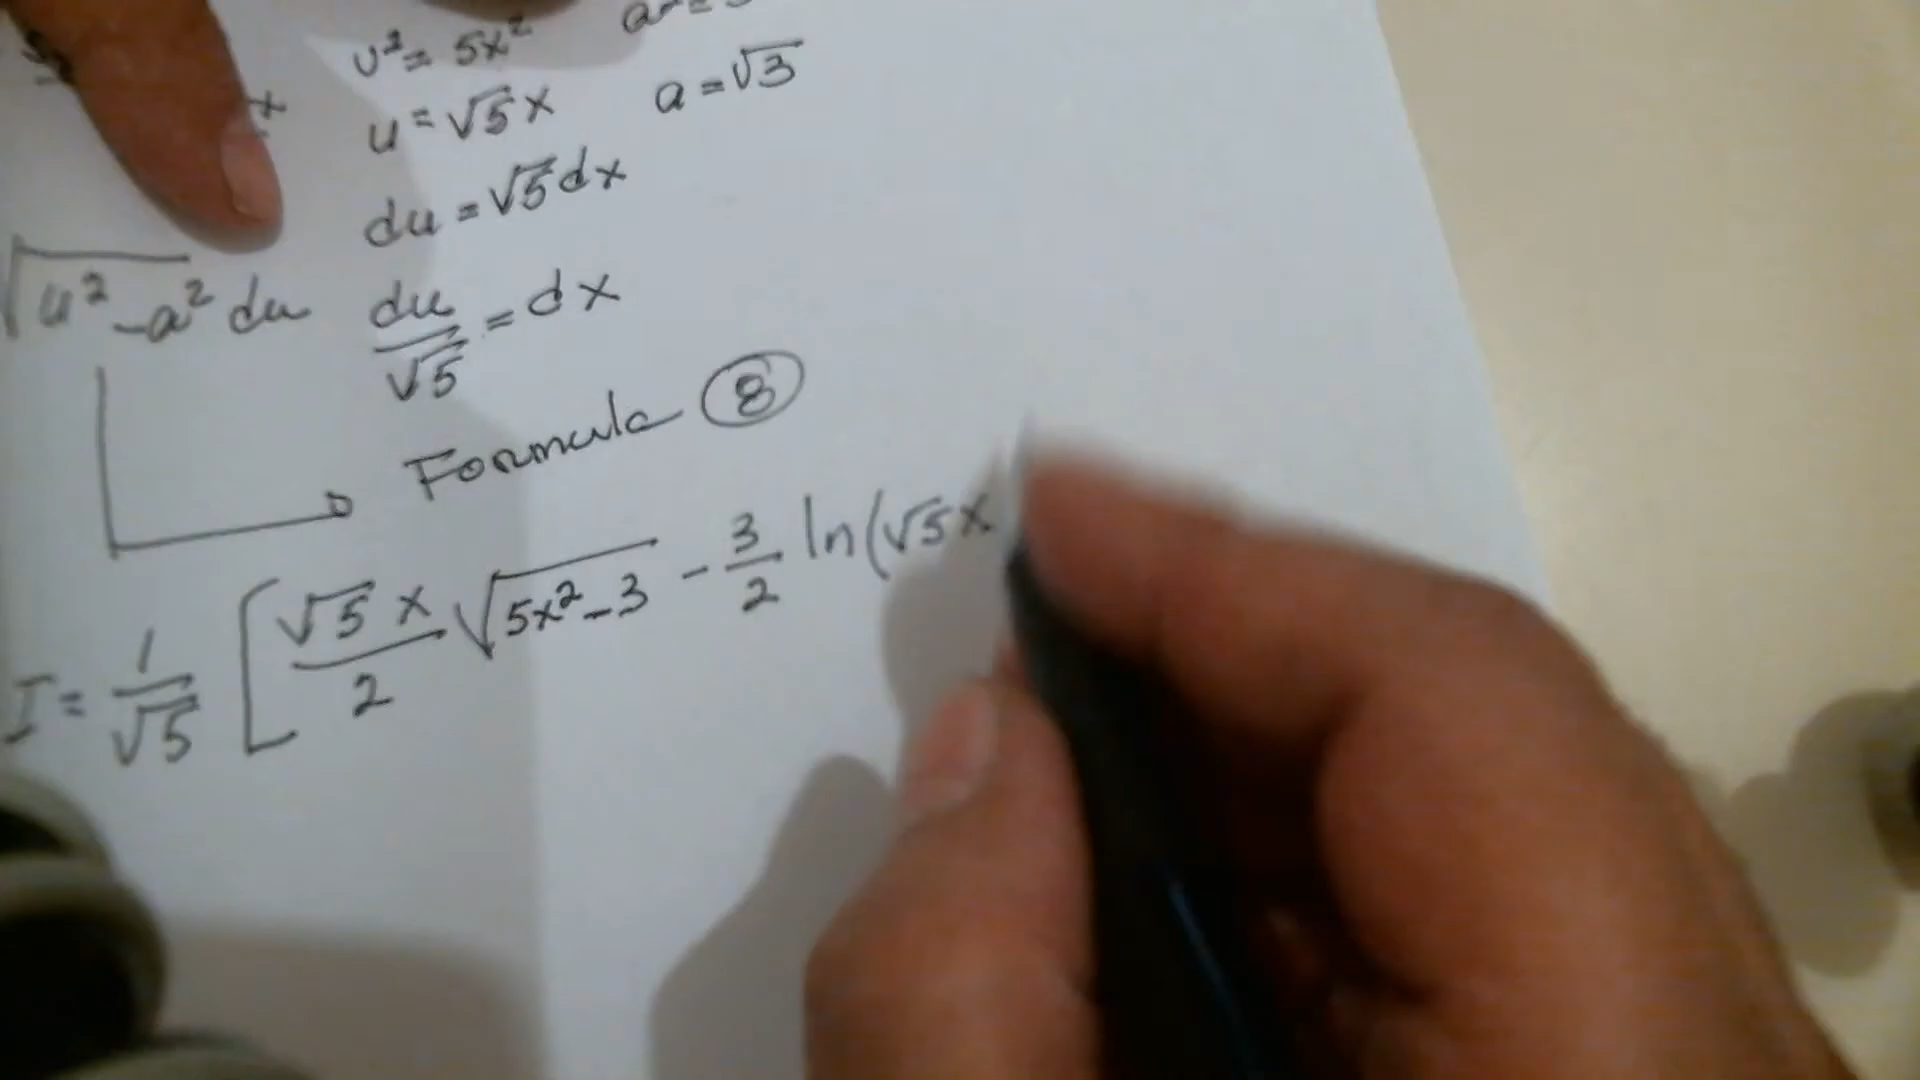 u² = 5x²
u = √5 x a = √3
du = √5 dx
√u² - a² du du/√5 = dx
Formula 8
I = 1/√5 [ √5 x/2 √5x² - 3 - 3/2 ln(√5x